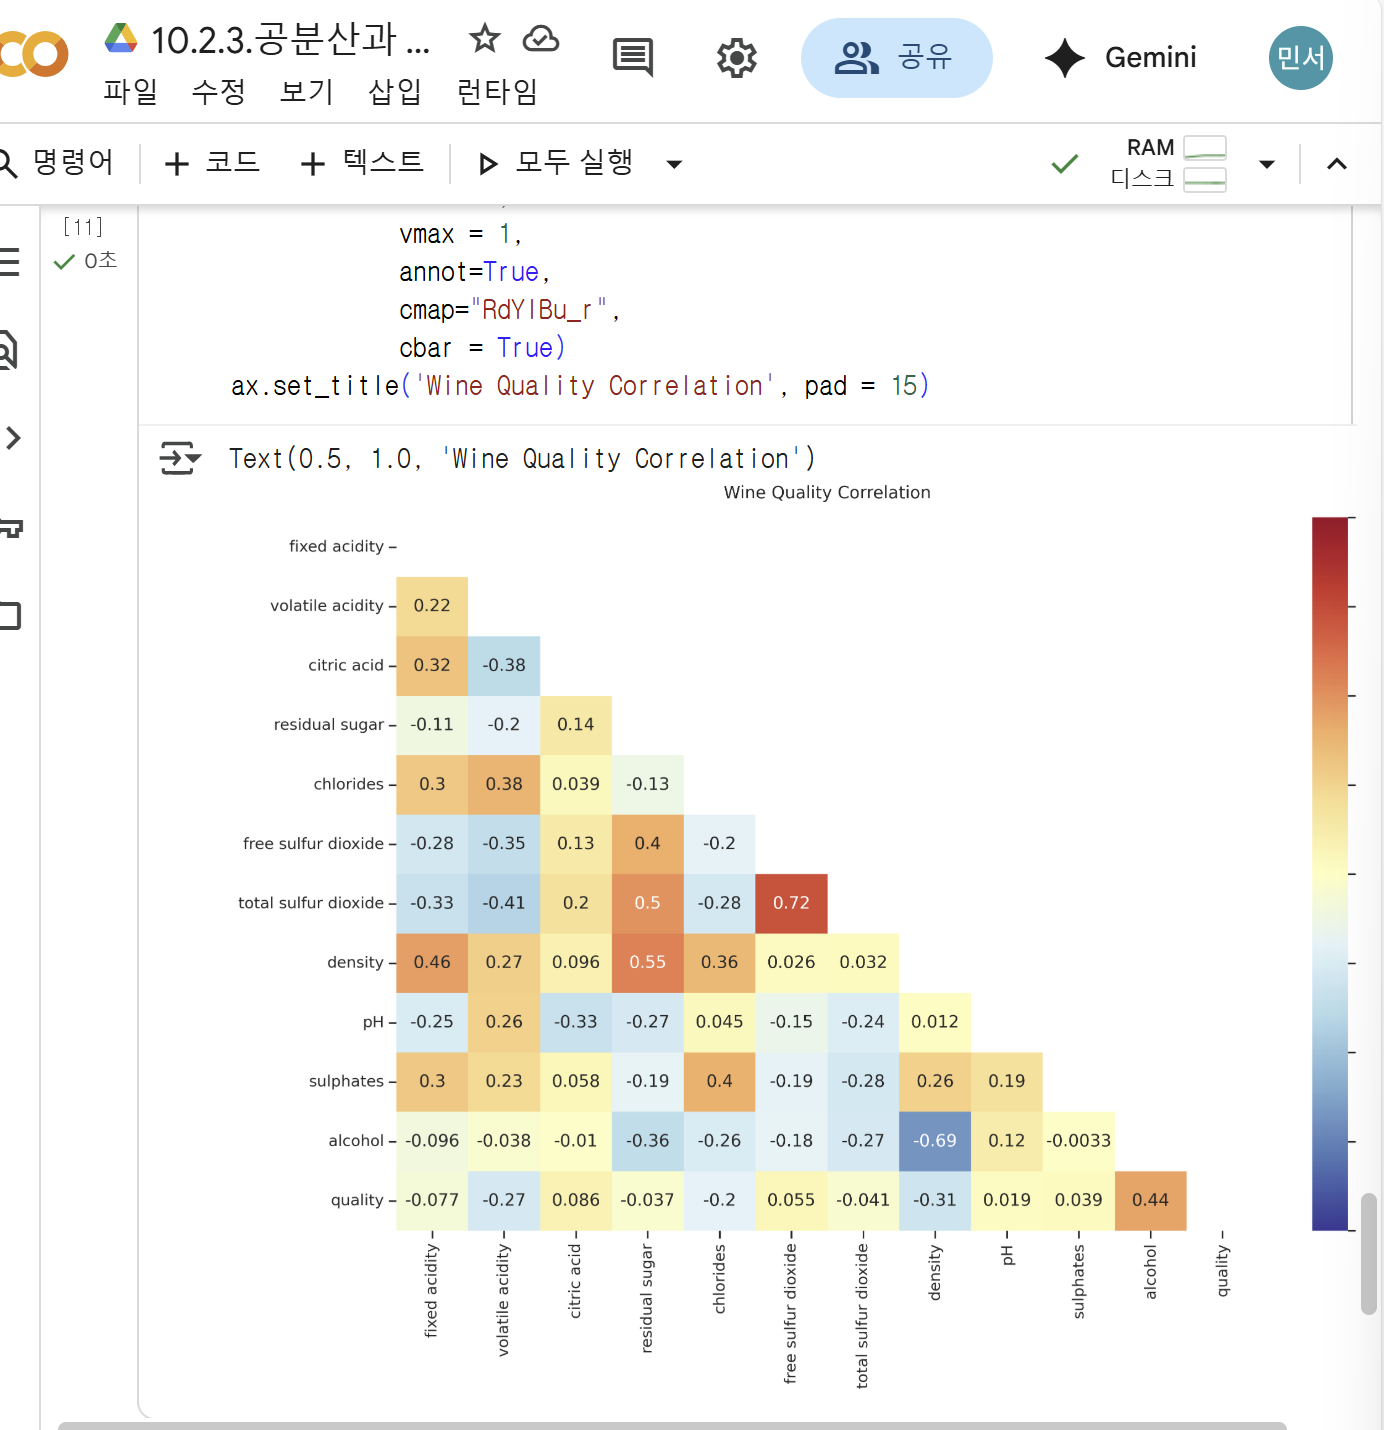 10.2.3.공분산과 ...
공유
Gemini
민서
파일 수정 보기 삽입 런타임
명령어 + 코드 + 텍스트 모두 실행
RAM
디스크
[11]
0초
vmax = 1,
annot=True,
cmap="RdYlBu_r",
cbar = True)
ax.set_title('Wine Quality Correlation', pad = 15)
Text(0.5, 1.0, 'Wine Quality Correlation')
Wine Quality Correlation
fixed acidity
volatile acidity 0.22
citric acid 0.32 -0.38
residual sugar -0.11 -0.2 0.14
chlorides 0.3 0.38 0.039 -0.13
free sulfur dioxide -0.28 -0.35 0.13 0.4 -0.2
total sulfur dioxide -0.33 -0.41 0.2 0.5 -0.28 0.72
density 0.46 0.27 0.096 0.55 0.36 0.026 0.032
pH -0.25 0.26 -0.33 -0.27 0.045 -0.15 -0.24 0.012
sulphates 0.3 0.23 0.058 -0.19 0.4 -0.19 -0.28 0.26 0.19
alcohol -0.096 -0.038 -0.01 -0.36 -0.26 -0.18 -0.27 -0.69 0.12 -0.0033
quality -0.077 -0.27 0.086 -0.037 -0.2 0.055 -0.041 -0.31 0.019 0.039 0.44
fixed acidity
volatile acidity
citric acid
residual sugar
chlorides
free sulfur dioxide
total sulfur dioxide
density
pH
sulphates
alcohol
quality